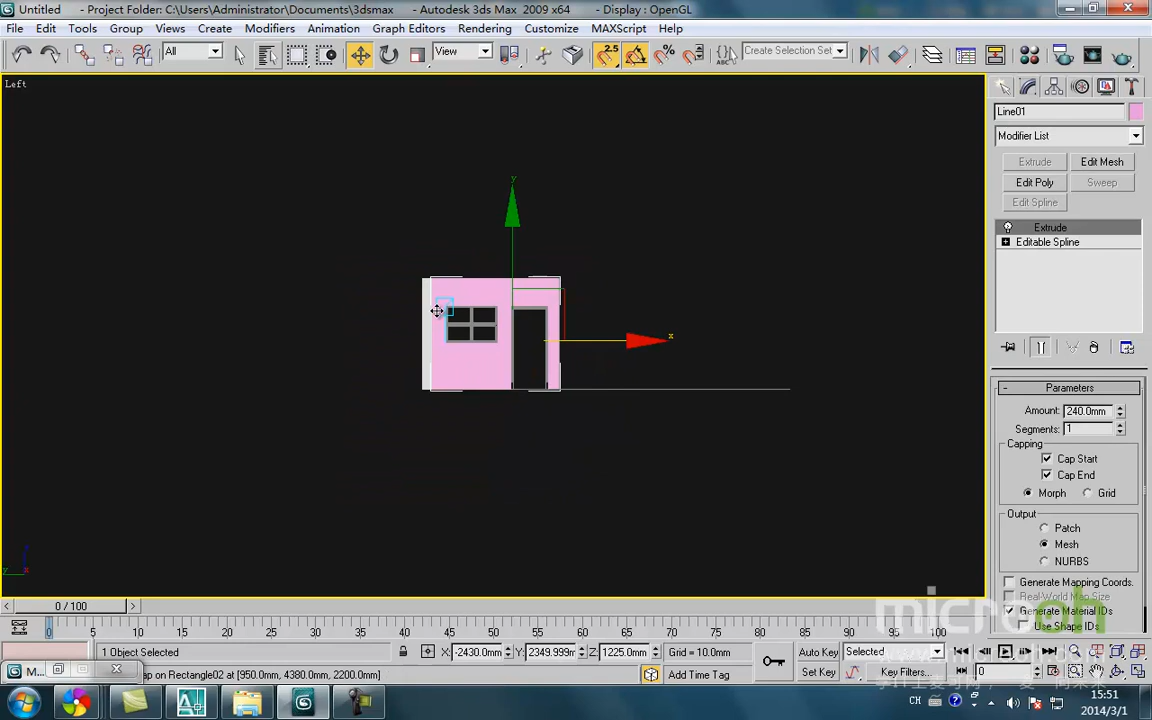 Untitled - Project Folder: C:\Users\Administrator\Documents\3dsmax - Autodesk 3ds Max 2009 x64 - Display : OpenGL
File Edit Tools Group Views Create Modifiers Animation Graph Editors Rendering Customize MAXScript Help
All View 2.5 ABC Create Selection Set
Left
y
x
Line01
Modifier List
Extrude Edit Mesh
Edit Poly Sweep
Edit Spline
Extrude
Editable Spline
- Parameters
Amount: 240.0mm
Segments: 1
Capping
Cap Start
Cap End
Morph Grid
Output
Patch
Mesh
NURBS
Generate Mapping Coords.
Real-World Map Size
Generate Material IDs
Use Shape IDs
y x
0 / 100
0 5 10 15 20 25 30 35 40 45 50 55 60 65 70 75 80 85 90 95 100
1 Object Selected X: -2430.0mm Y: 2349.999m Z: 1225.0mm Grid = 10.0mm Auto Key Selected
M... ap on Rectangle02 at [950.0mm, 4380.0mm, 2200.0mm] Add Time Tag Set Key Key Filters... 0
CH 15:51
2014/3/1